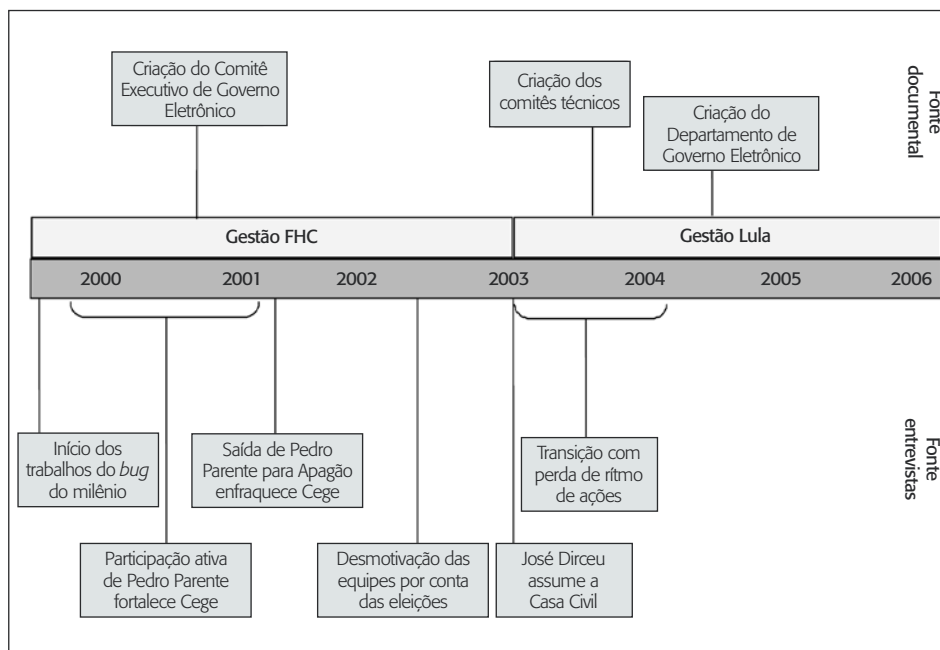 Criação do Comitê
Executivo de Governo
Eletrônico
Criação dos
comitês técnicos
Criação do
Departamento de
Governo Eletrônico
Fonte
documental
Gestão FHC
Gestão Lula
2000
2001
2002
2003
2004
2005
2006
Início dos
trabalhos do bug
do milênio
Saída de Pedro
Parente para Apagão
enfraquece Cege
Transição com
perda de rítmo
de ações
Fonte
entrevistas
Participação ativa
de Pedro Parente
fortalece Cege
Desmotivação das
equipes por conta
das eleições
José Dirceu
assume a
Casa Civil